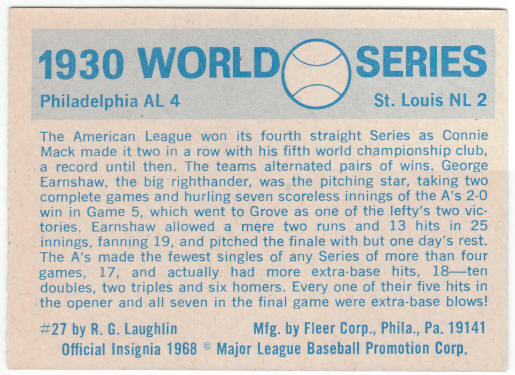 1930 WORLD SERIES
Philadelphia AL 4 St. Louis NL 2
The American League won its fourth straight Series as Connie
Mack made it two in a row with his fifth world championship club,
a record until then. The teams alternated pairs of wins. George
Earnshaw, the big righthander, was the pitching star, taking two
complete games and hurling seven scoreless innings of the A's 2-0
win in Game 5, which went to Grove as one of the lefty's two vic-
tories. Earnshaw allowed a mere two runs and 13 hits in 25
innings, fanning 19, and pitched the finale with but one day's rest.
The A's made the fewest singles of any Series of more than four
games, 17, and actually had more extra-base hits, 18—ten
doubles, two triples and six homers. Every one of their five hits in
the opener and all seven in the final game were extra-base blows!
#27 by R. G. Laughlin Mfg. by Fleer Corp., Phila., Pa. 19141
Official Insignia 1968 © Major League Baseball Promotion Corp.